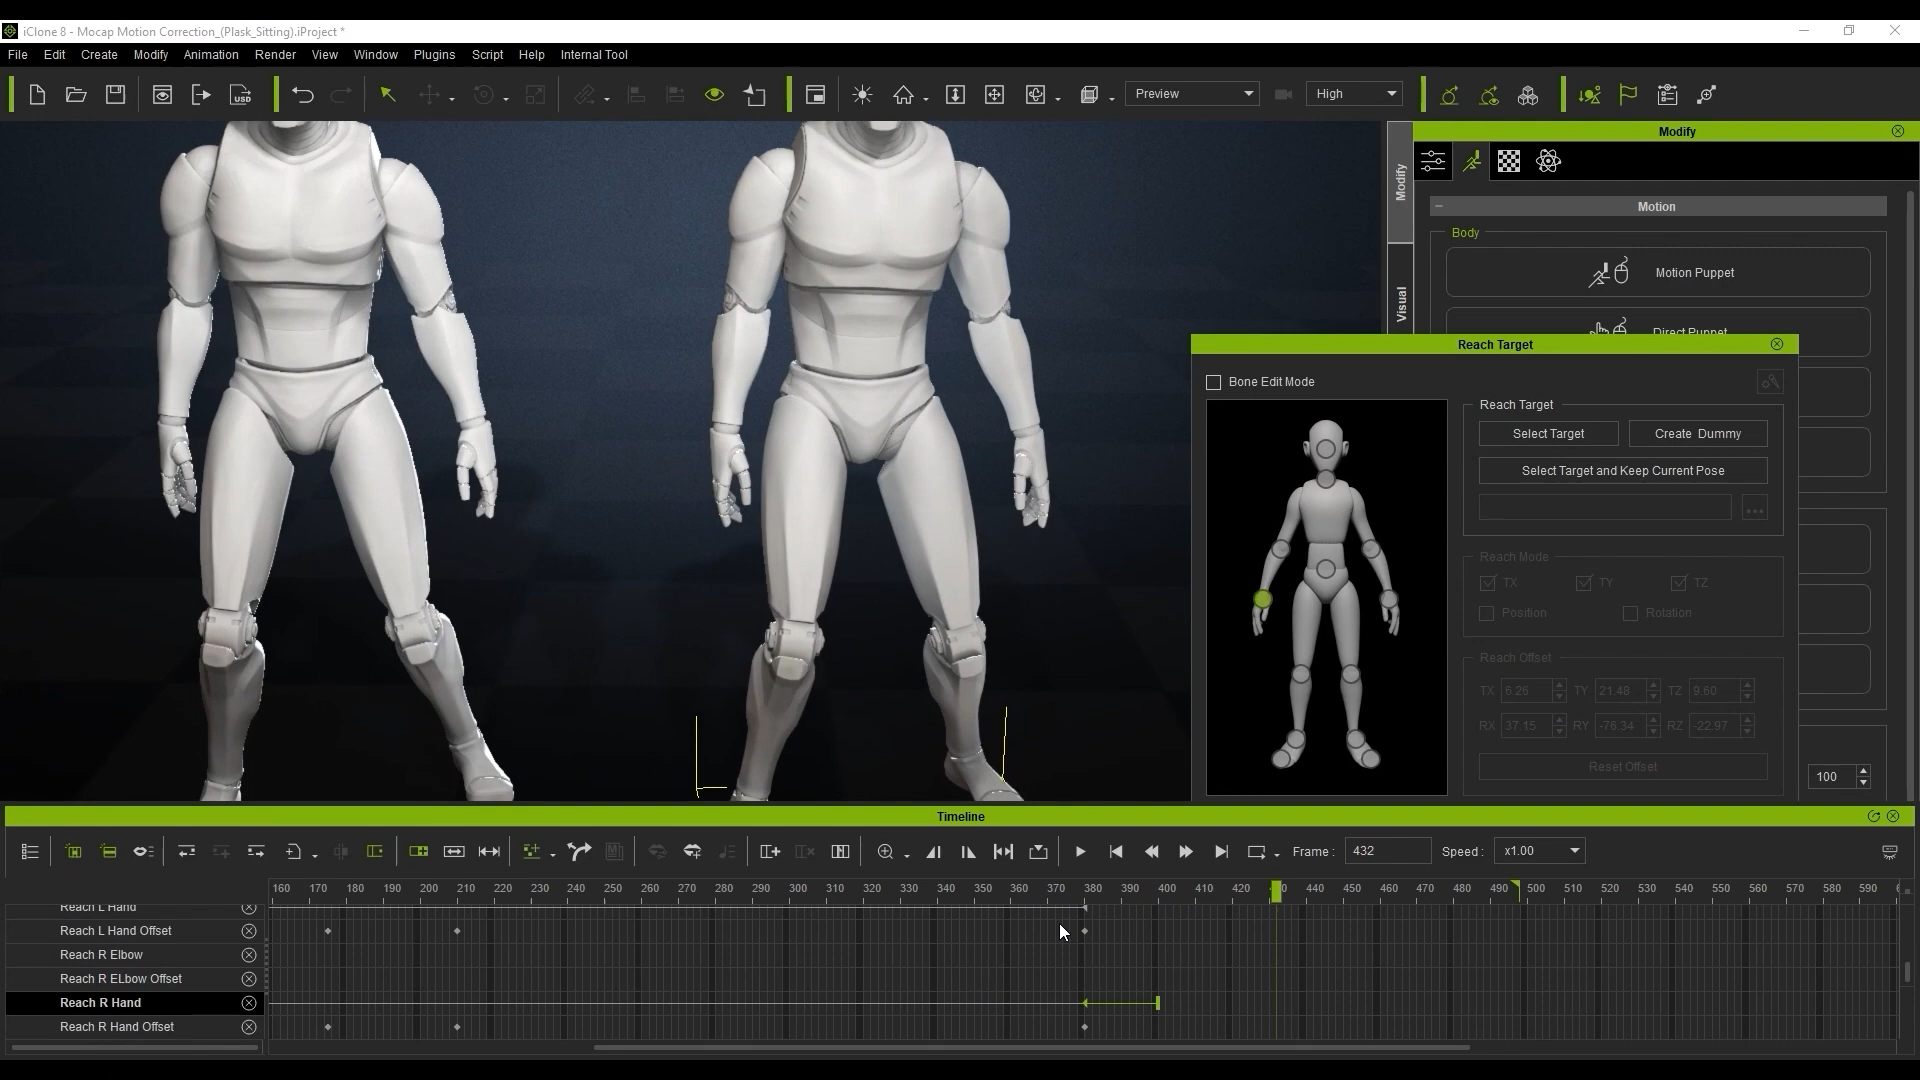 iClone 8 - Mocap Motion Correction_(Plask_Sitting).iProject *
File Edit Create Modify Animation Render View Window Plugins Script Help Internal Tool
USD
Preview
High
Modify
Visual
Modify
Motion
Body
Motion Puppet
Direct Puppet
Reach Target
Bone Edit Mode
Reach Target
Select Target
Create Dummy
Select Target and Keep Current Pose
...
Reach Mode
TX TY TZ
Position Rotation
Reach Offset
TX 6.26 TY 21.48 TZ 9.60
RX 37.15 RY -76.34 RZ -22.97
Reset Offset
100
Timeline
Frame : 432 Speed : x1.00
160 170 180 190 200 210 220 230 240 250 260 270 280 290 300 310 320 330 340 350 360 370 380 390 400 410 420 440 450 460 470 480 490 500 510 520 530 540 550 560 570 580 590
Reach L Hand
Reach L Hand Offset
Reach R Elbow
Reach R ELbow Offset
Reach R Hand
Reach R Hand Offset